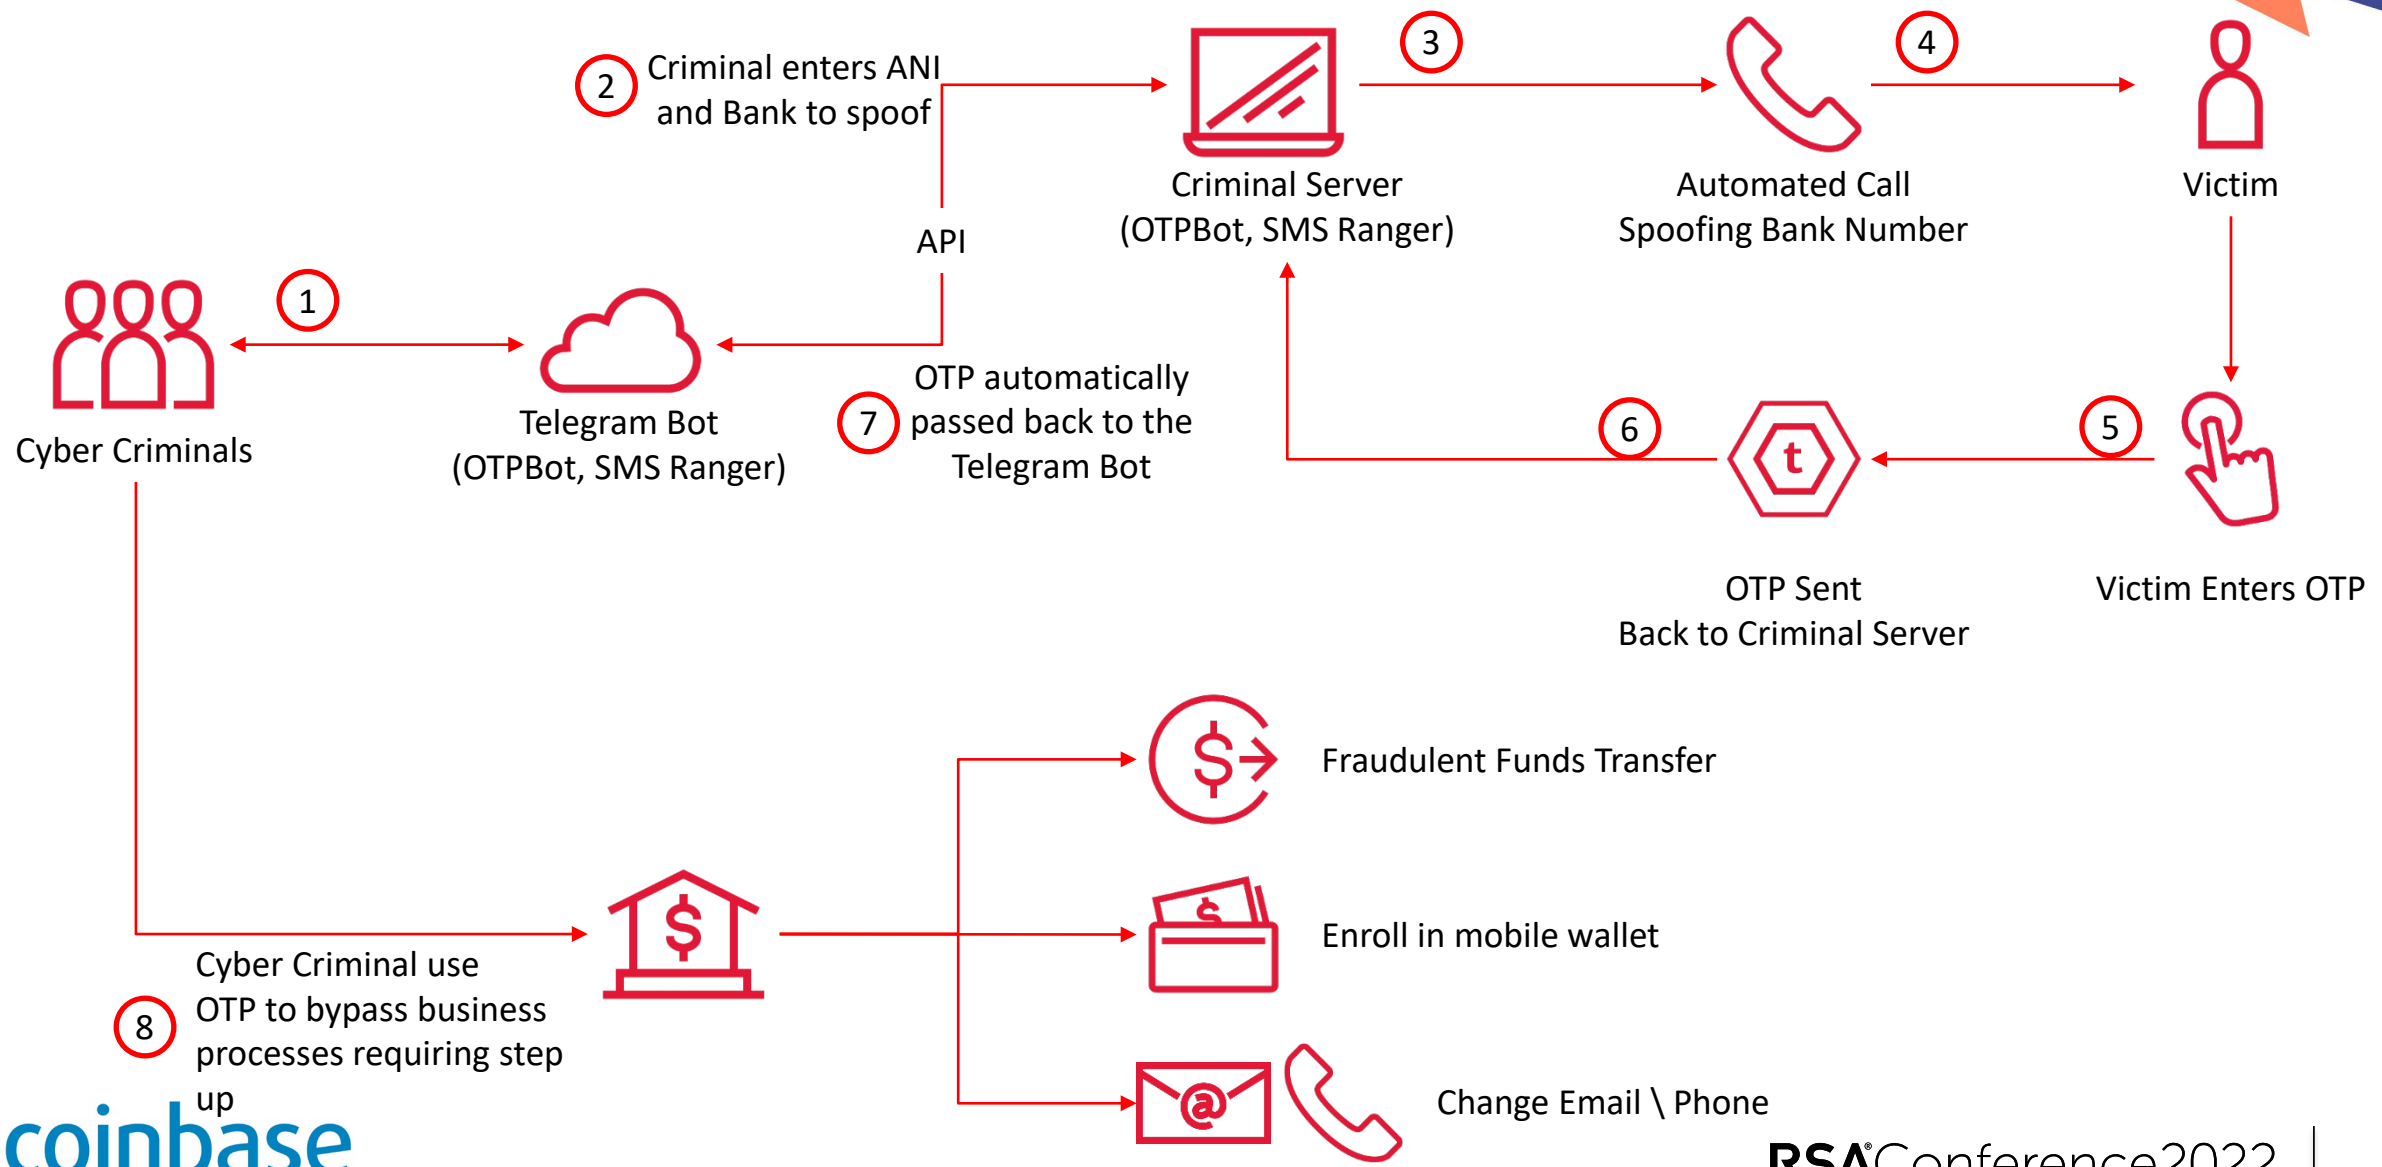 2
Criminal enters ANI
and Bank to spoof
3
4
Criminal Server
(OTPBot, SMS Ranger)
Automated Call
Spoofing Bank Number
Victim
API
1
Cyber Criminals
Telegram Bot
(OTPBot, SMS Ranger)
7
OTP automatically
passed back to the
Telegram Bot
6
t
5
OTP Sent
Back to Criminal Server
Victim Enters OTP
$
Fraudulent Funds Transfer
$
$
Enroll in mobile wallet
8
Cyber Criminal use
OTP to bypass business
processes requiring step
up
@
Change Email \ Phone
coinbase
RSA®Conference2022